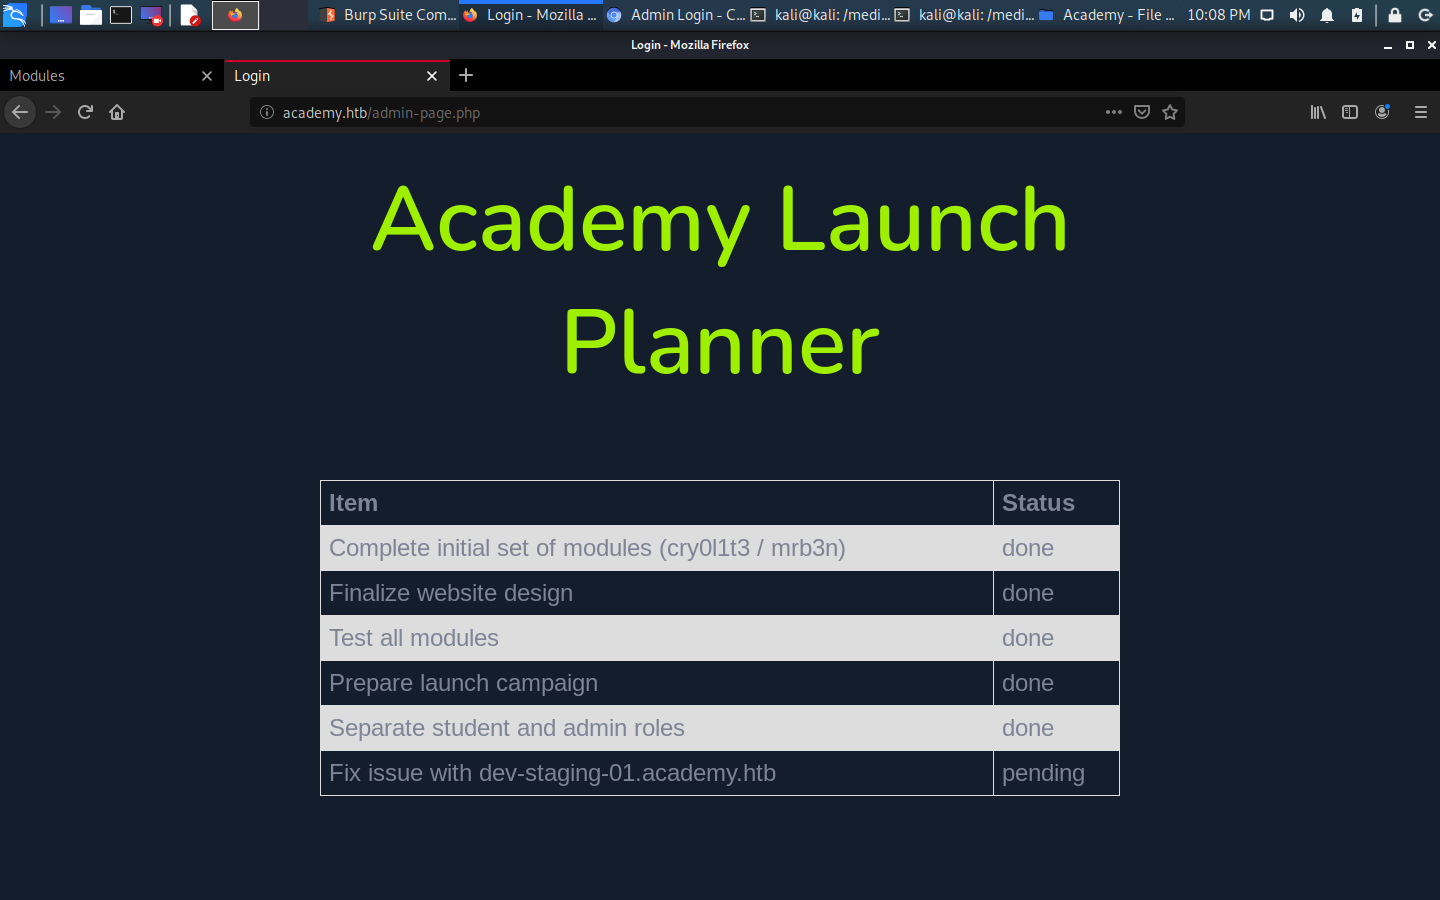 Burp Suite Com...
Login - Mozilla ...
Admin Login - C...
kali@kali: /medi...
kali@kali: /medi...
Academy - File ...
10:08 PM
Login - Mozilla Firefox
Modules
Login
academy.htb/admin-page.php
Academy Launch
Planner
Item Status
Complete initial set of modules (cry0l1t3 / mrb3n) done
Finalize website design done
Test all modules done
Prepare launch campaign done
Separate student and admin roles done
Fix issue with dev-staging-01.academy.htb pending